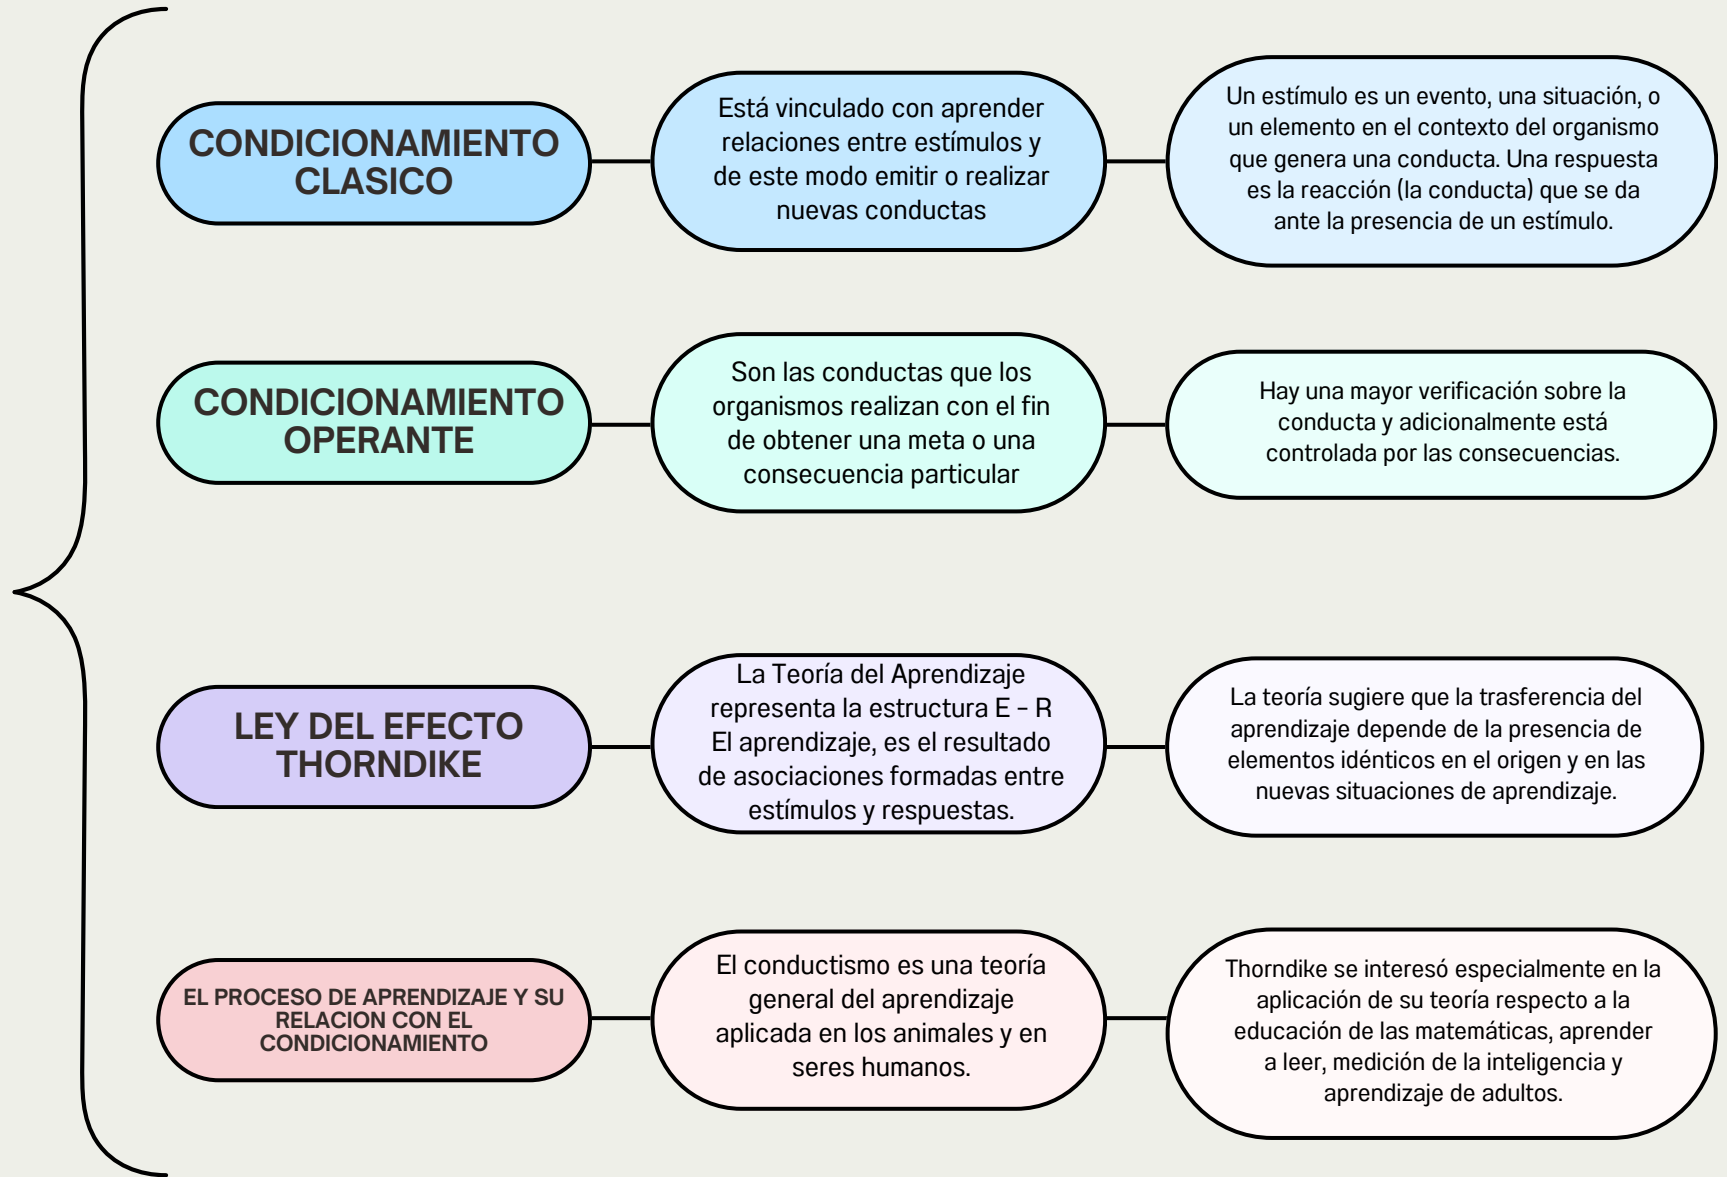 CONDICIONAMIENTO
CLASICO
Está vinculado con aprender
relaciones entre estímulos y
de este modo emitir o realizar
nuevas conductas
Un estímulo es un evento, una situación, o
un elemento en el contexto del organismo
que genera una conducta. Una respuesta
es la reacción (la conducta) que se da
ante la presencia de un estímulo.
CONDICIONAMIENTO
OPERANTE
Son las conductas que los
organismos realizan con el fin
de obtener una meta o una
consecuencia particular
Hay una mayor verificación sobre la
conducta y adicionalmente está
controlada por las consecuencias.
LEY DEL EFECTO
THORNDIKE
La Teoría del Aprendizaje
representa la estructura E – R
El aprendizaje, es el resultado
de asociaciones formadas entre
estímulos y respuestas.
La teoría sugiere que la trasferencia del
aprendizaje depende de la presencia de
elementos idénticos en el origen y en las
nuevas situaciones de aprendizaje.
EL PROCESO DE APRENDIZAJE Y SU
RELACION CON EL
CONDICIONAMIENTO
El conductismo es una teoría
general del aprendizaje
aplicada en los animales y en
seres humanos.
Thorndike se interesó especialmente en la
aplicación de su teoría respecto a la
educación de las matemáticas, aprender
a leer, medición de la inteligencia y
aprendizaje de adultos.